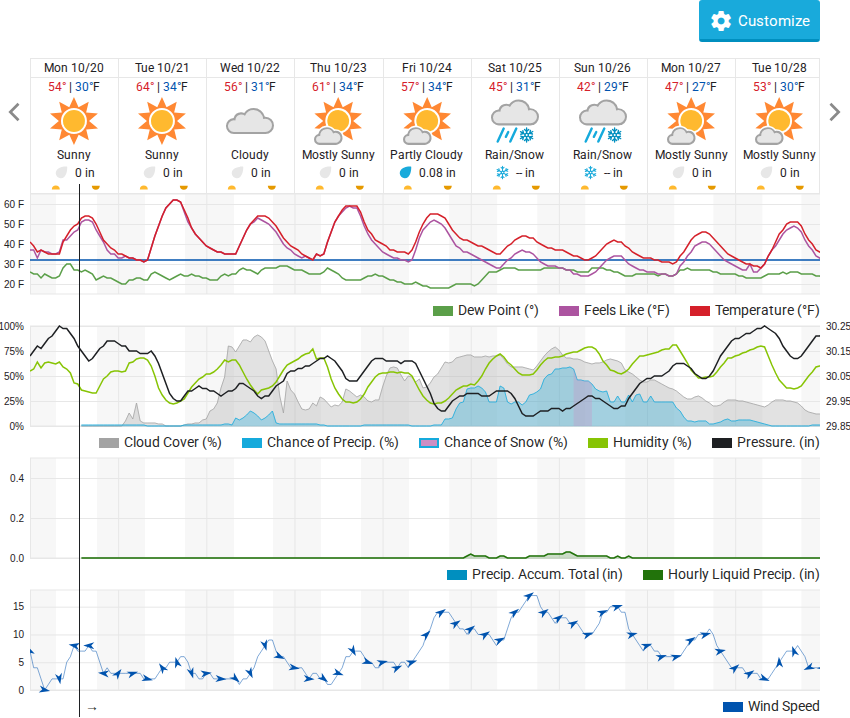 Customize
Mon 10/20 Tue 10/21 Wed 10/22 Thu 10/23 Fri 10/24 Sat 10/25 Sun 10/26 Mon 10/27 Tue 10/28
54° | 30°F 64° | 34°F 56° | 31°F 61° | 34°F 57° | 34°F 45° | 31°F 42° | 29°F 47° | 27°F 53° | 30°F
Sunny Sunny Cloudy Mostly Sunny Partly Cloudy Rain/Snow Rain/Snow Mostly Sunny Mostly Sunny
0 in 0 in 0 in 0 in 0.08 in -- in -- in 0 in 0 in
60 F
50 F
40 F
30 F
20 F
Dew Point (°) Feels Like (°F) Temperature (°F)
100% 30.25
75% 30.15
50% 30.05
25% 29.95
0% 29.85
Cloud Cover (%) Chance of Precip. (%) Chance of Snow (%) Humidity (%) Pressure. (in)
0.4
0.2
0.0
Precip. Accum. Total (in) Hourly Liquid Precip. (in)
15
10
5
0
→ Wind Speed